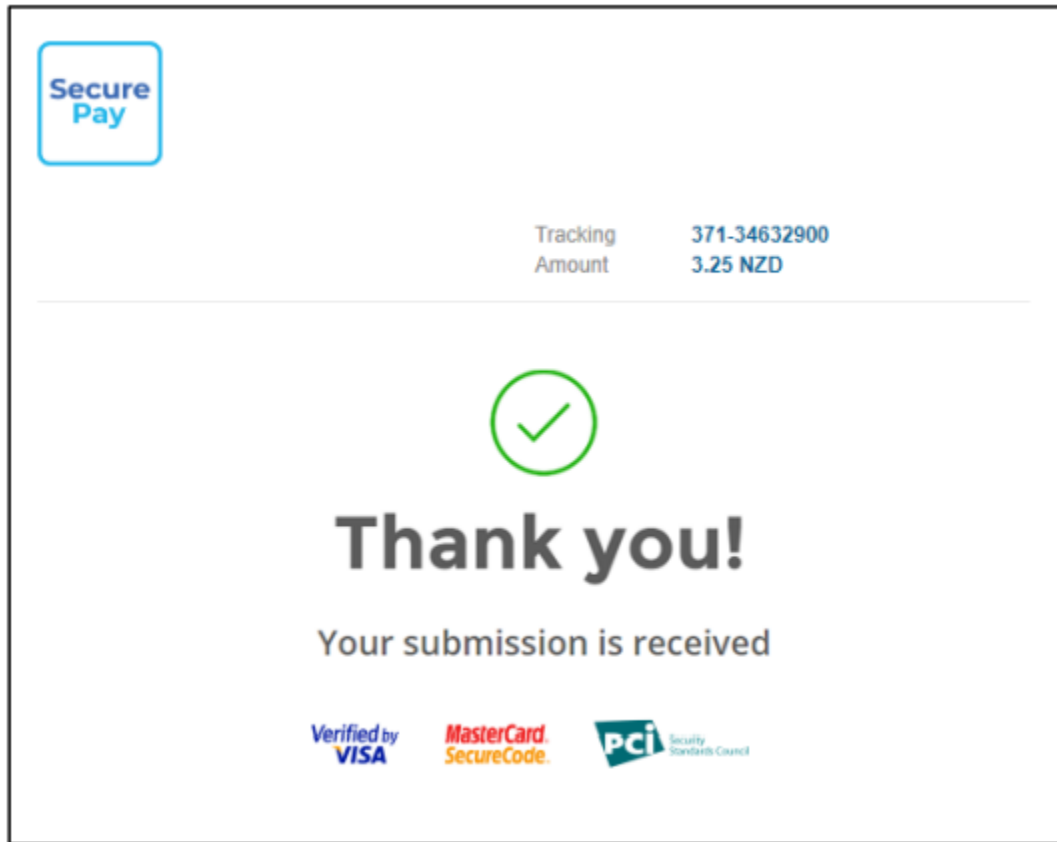 Secure
Pay
Tracking 371-34632900
Amount 3.25 NZD
Thank you!
Your submission is received
Verified by
VISA
MasterCard.
SecureCode.
PCI
Security
Standards Council